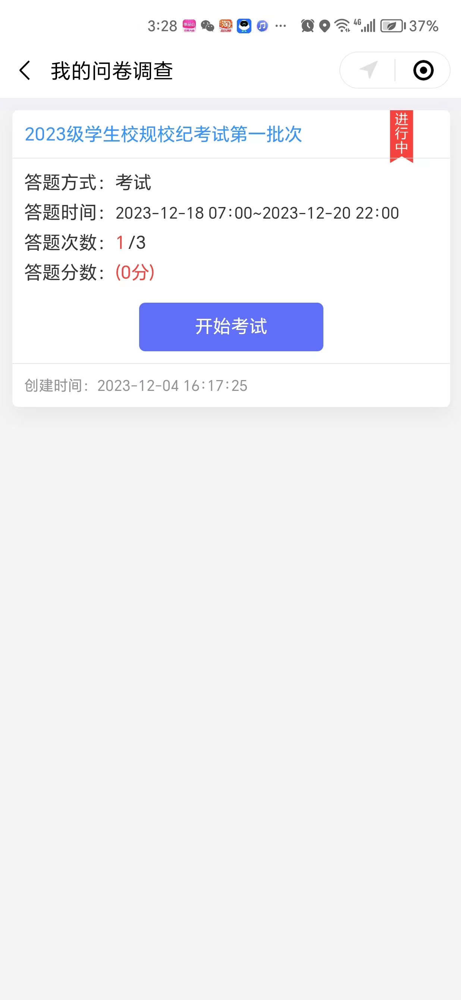 3:28
4G
37%
我的问卷调查
2023级学生校规校纪考试第一批次
进行中
答题方式：考试
答题时间：2023-12-18 07:00~2023-12-20 22:00
答题次数：1/3
答题分数：(0分)
开始考试
创建时间：2023-12-04 16:17:25